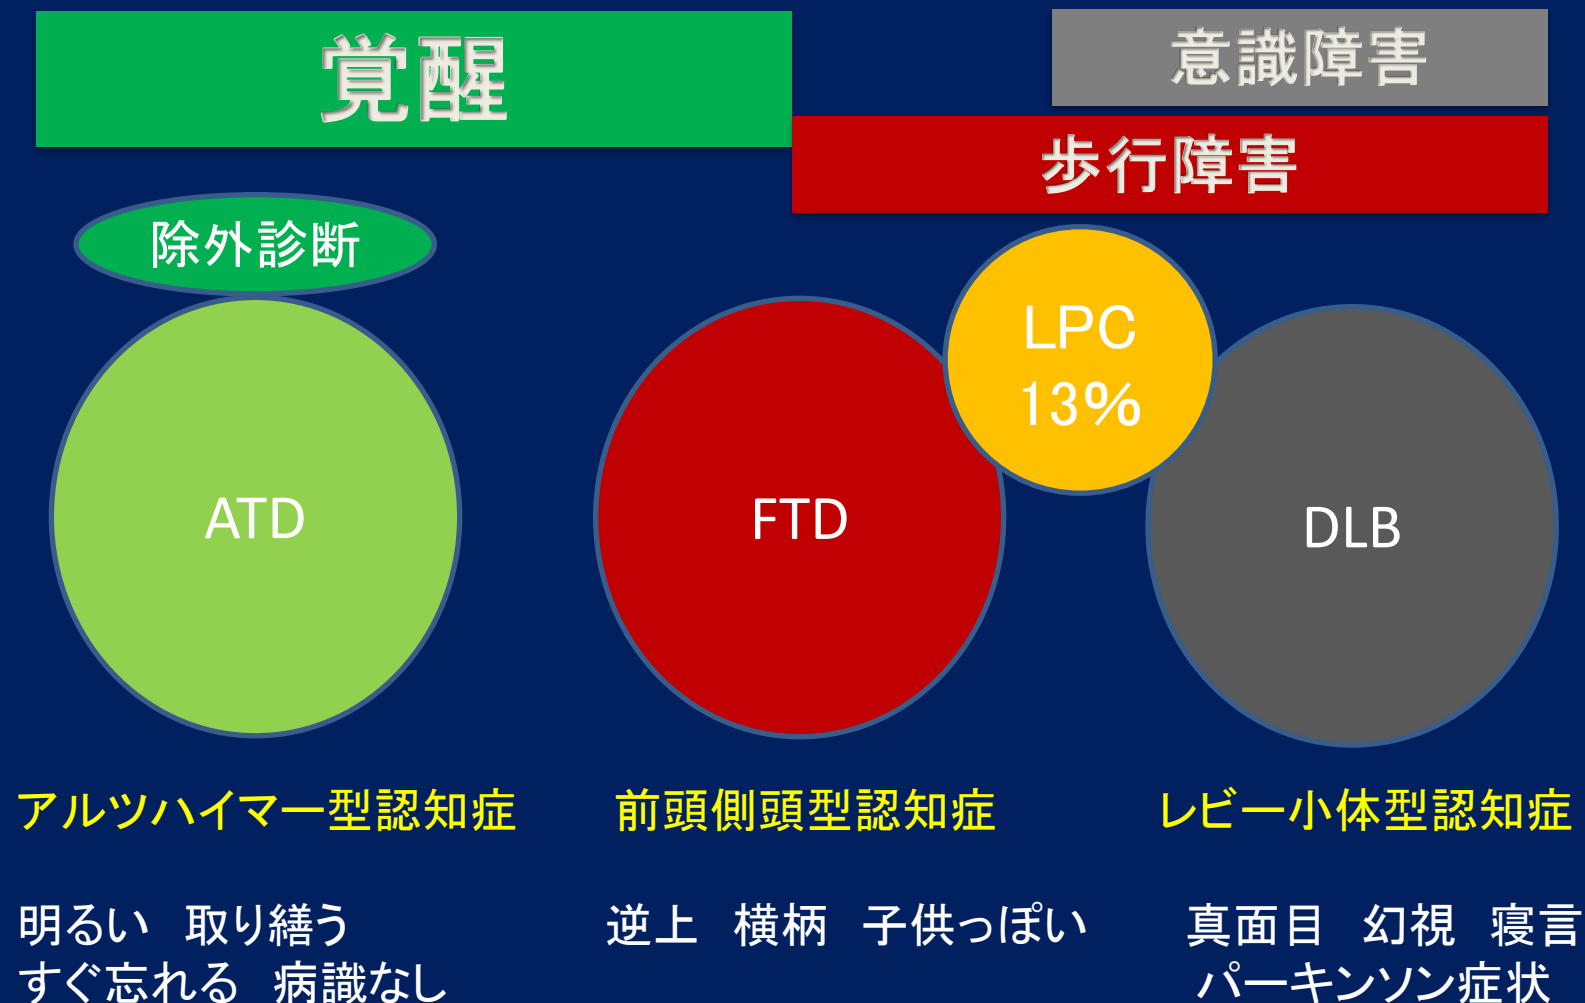 覚醒
意識障害
歩行障害
除外診断
LPC
13%
ATD
FTD
DLB
アルツハイマー型認知症
前頭側頭型認知症
レビー小体型認知症
明るい　取り繕う
すぐ忘れる　病識なし
逆上　横柄　子供っぽい
真面目　幻視　寝言
パーキンソン症状